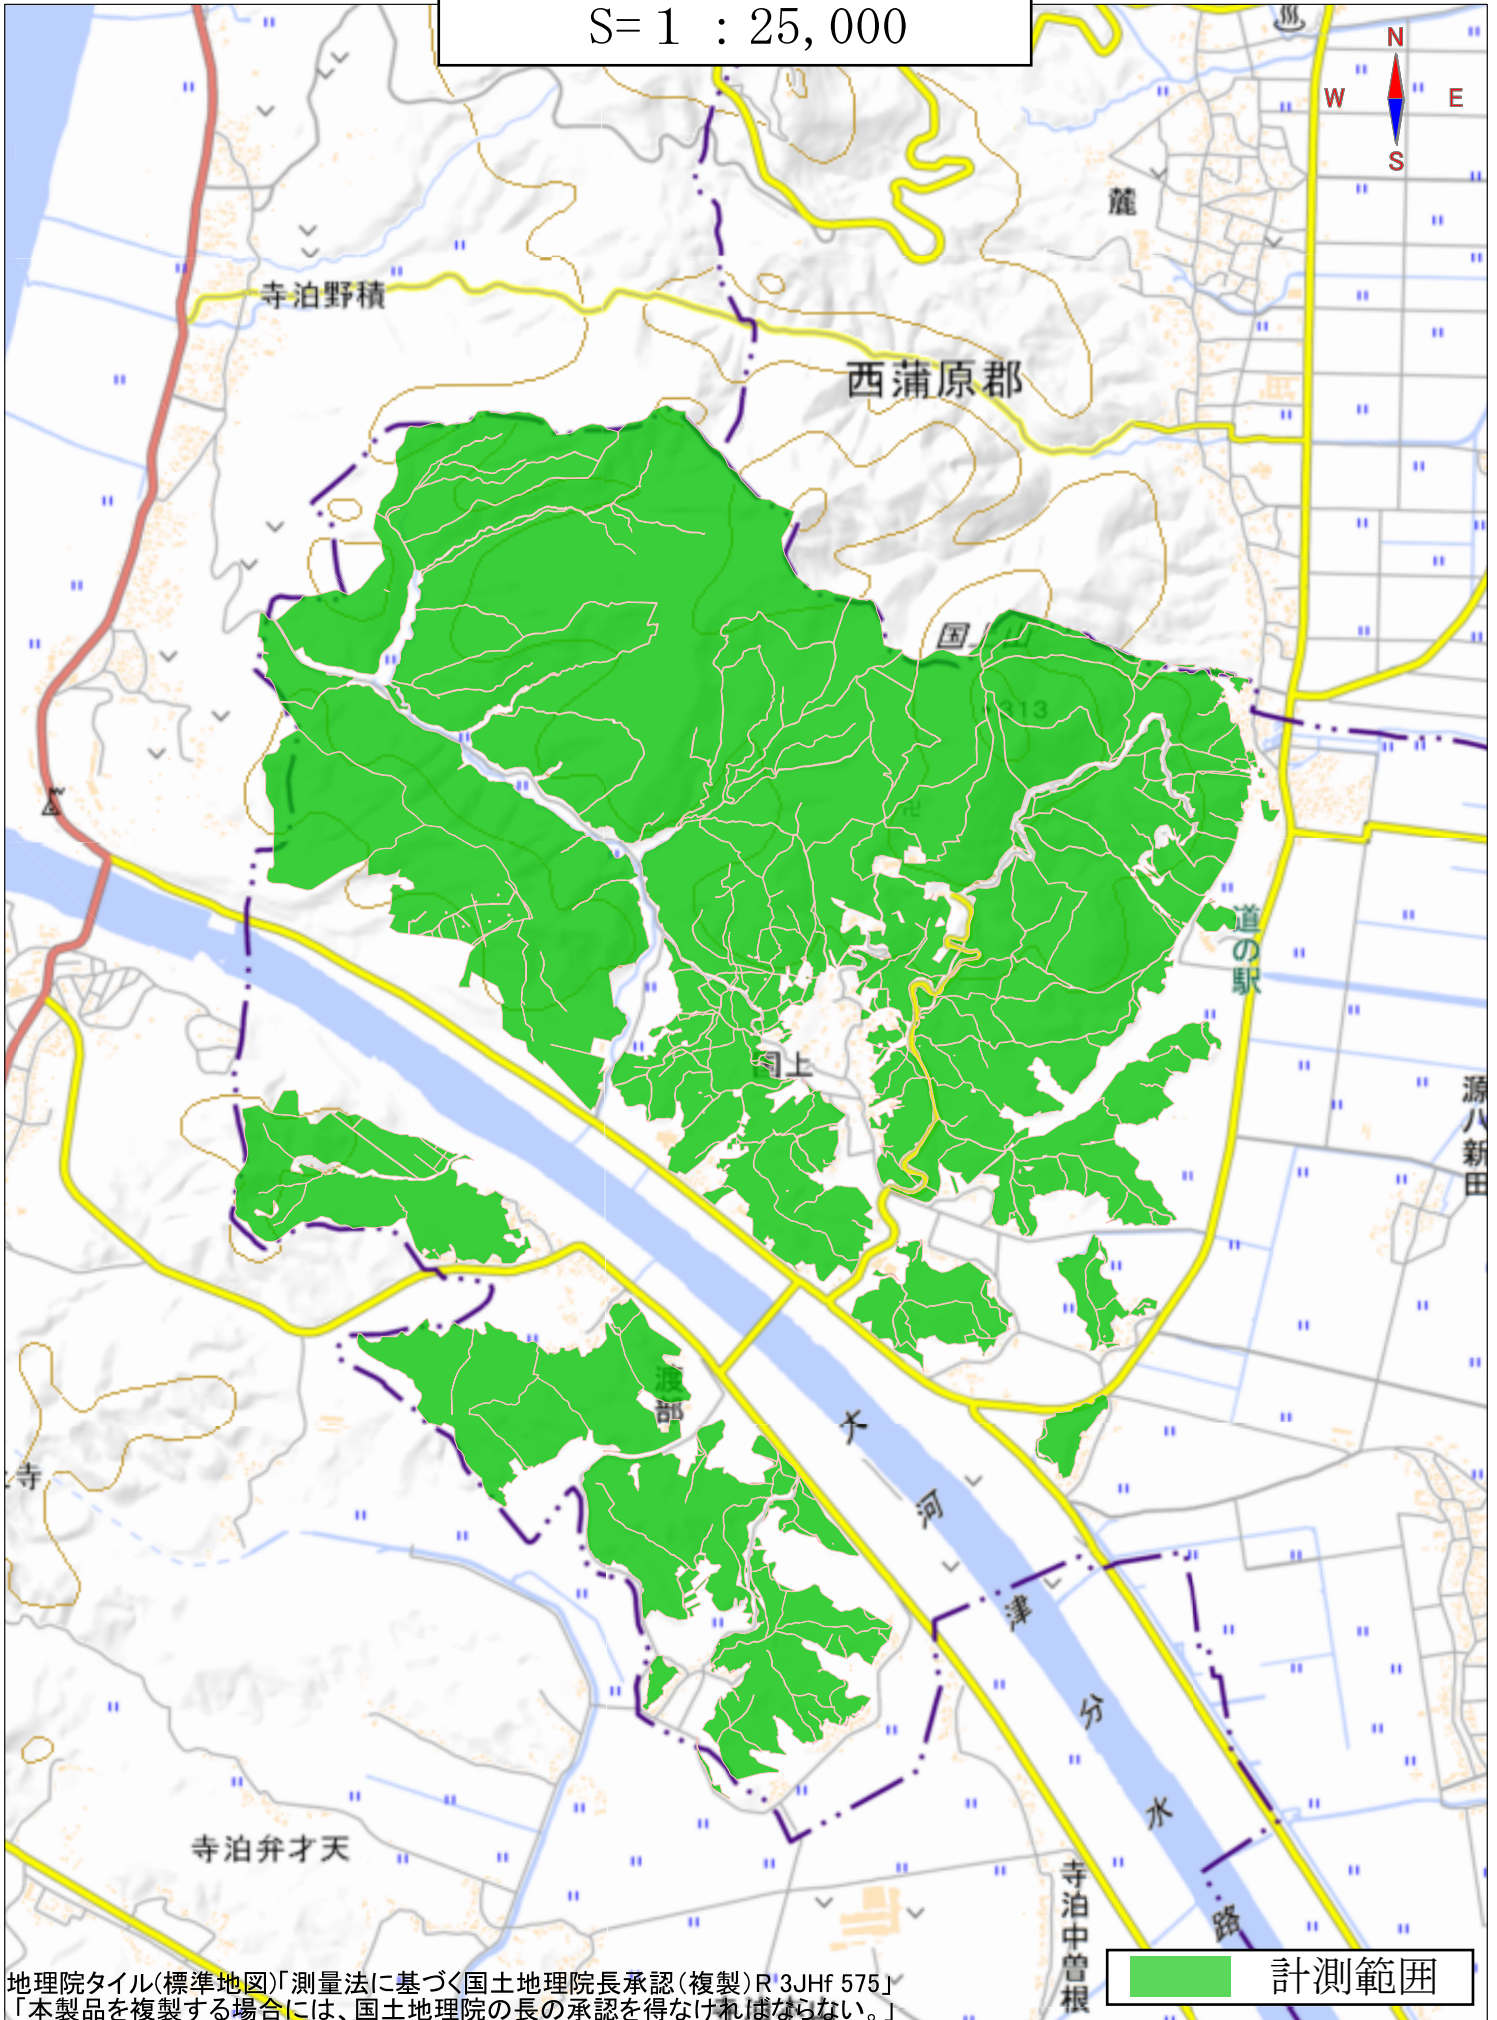 S=１ : 25,000
N
W E
S
麓
寺泊野積
西蒲原郡
国上山
313
道の駅
国上
源八新田
渡部
大河津分水路
寺
寺泊弁才天
寺泊中曽根
計測範囲
地理院タイル(標準地図)｢測量法に基づく国土地理院長承認(複製)R 3JHf 575｣
｢本製品を複製する場合には、国土地理院の長の承認を得なければならない。｣